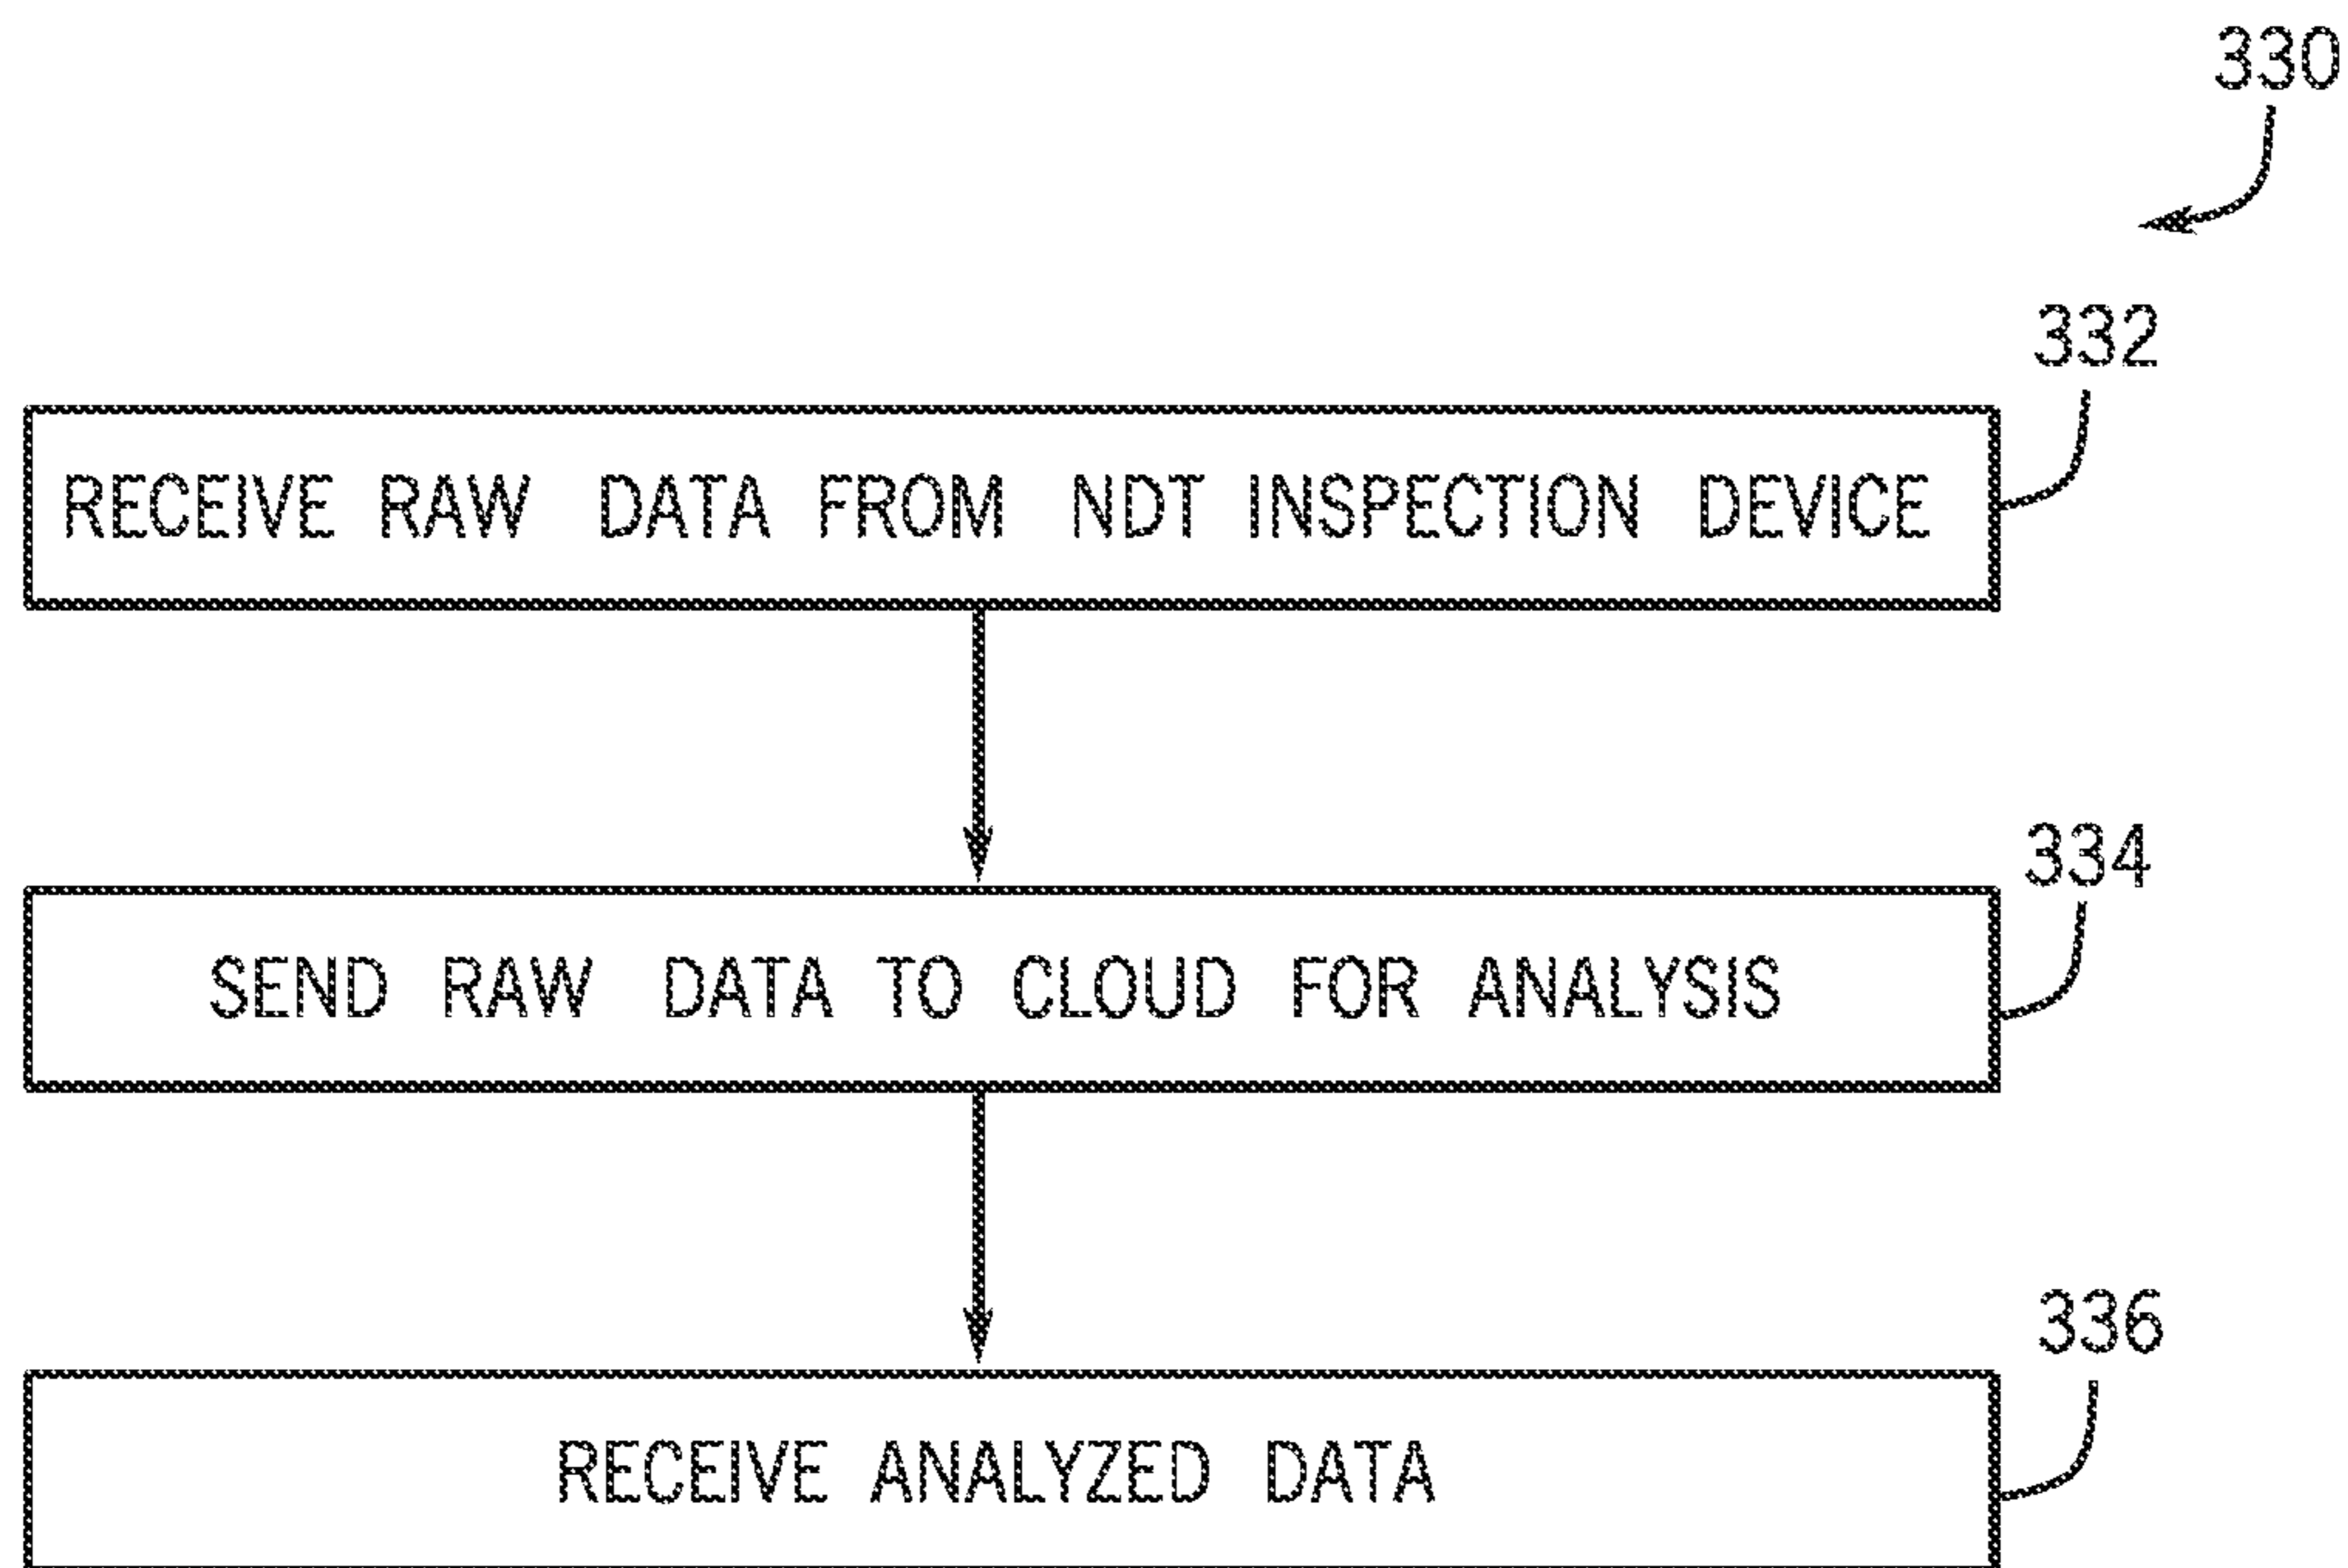 330
332
RECEIVE RAW DATA FROM NDT INSPECTION DEVICE
334
SEND RAW DATA TO CLOUD FOR ANALYSIS
336
RECEIVE ANALYZED DATA